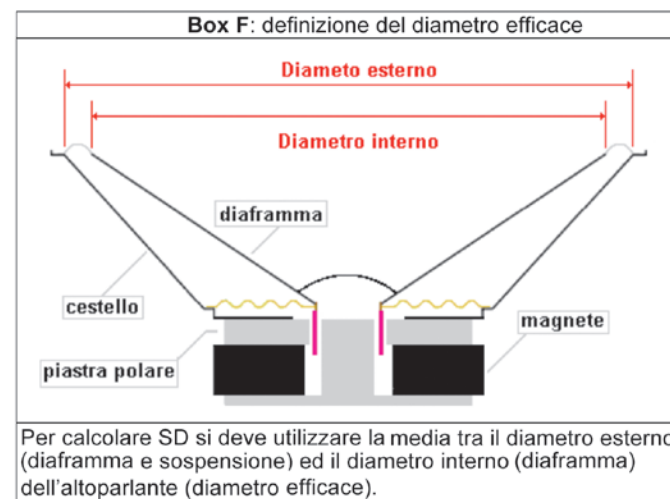 Box F: definizione del diametro efficace
Diameto esterno
Diametro interno
diaframma
cestello
magnete
piastra polare
Per calcolare SD si deve utilizzare la media tra il diametro esterno
(diaframma e sospensione) ed il diametro interno (diaframma)
dell'altoparlante (diametro efficace).